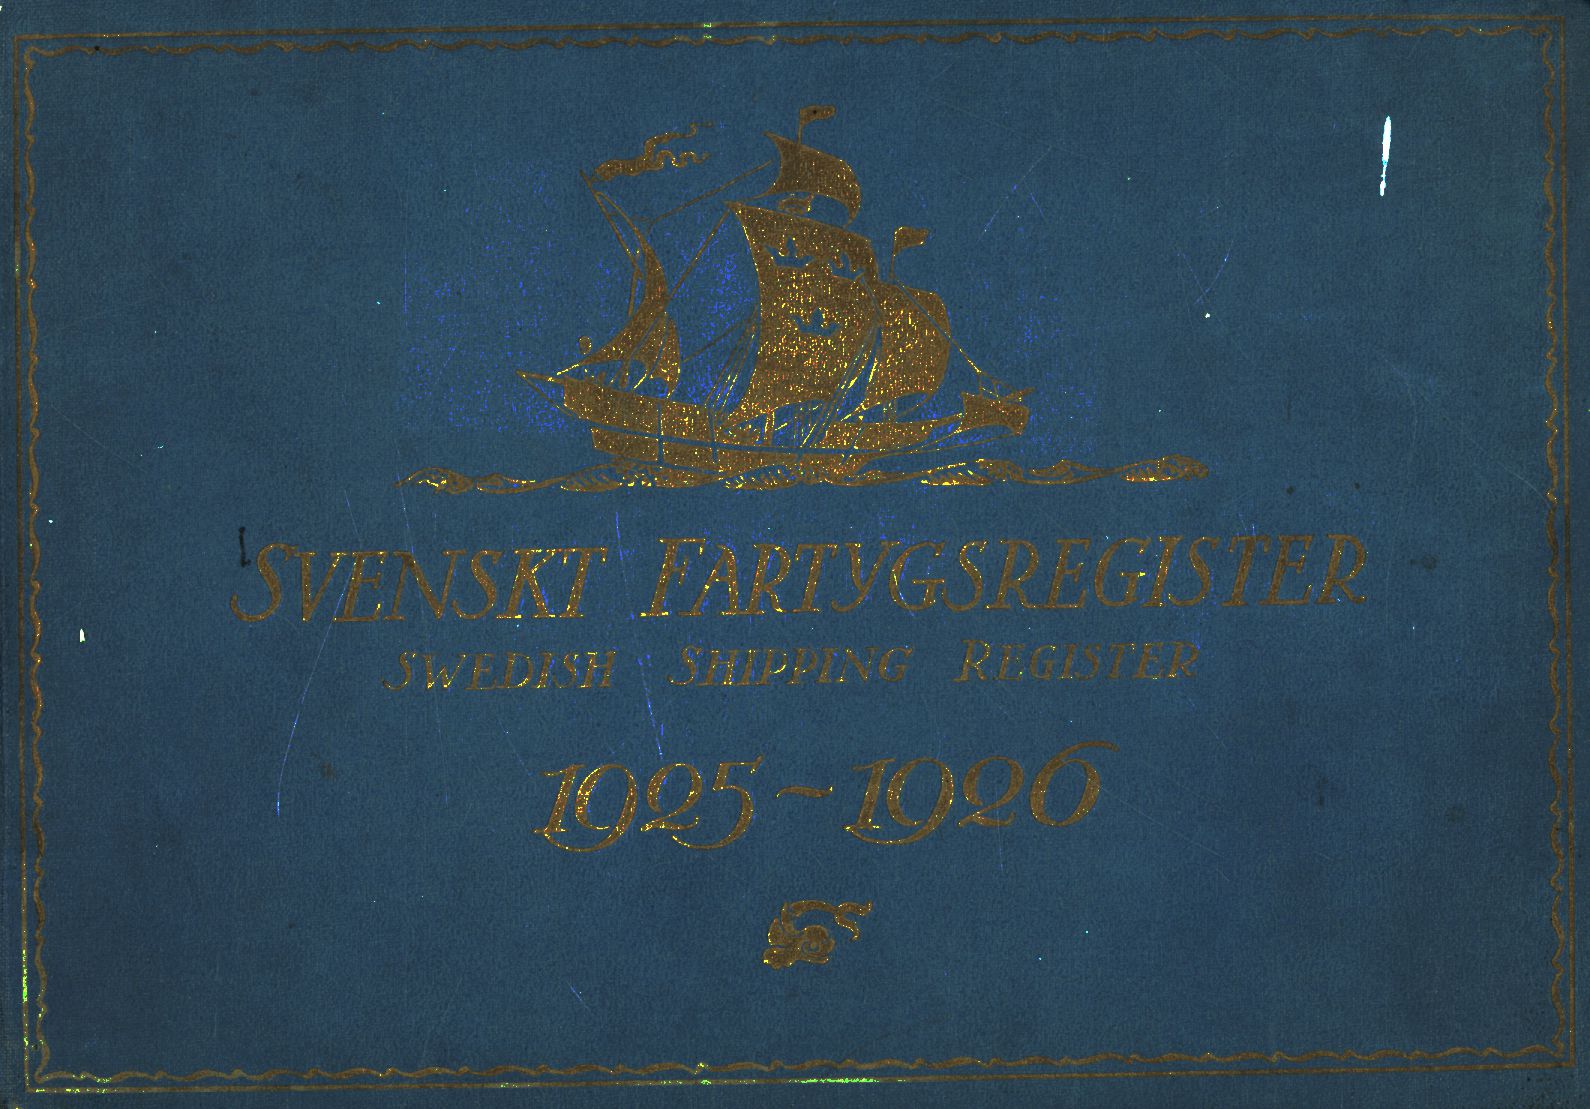 SVENSKT FARTYGSREGISTER
SWEDISH SHIPPING REGISTER
1925-1926